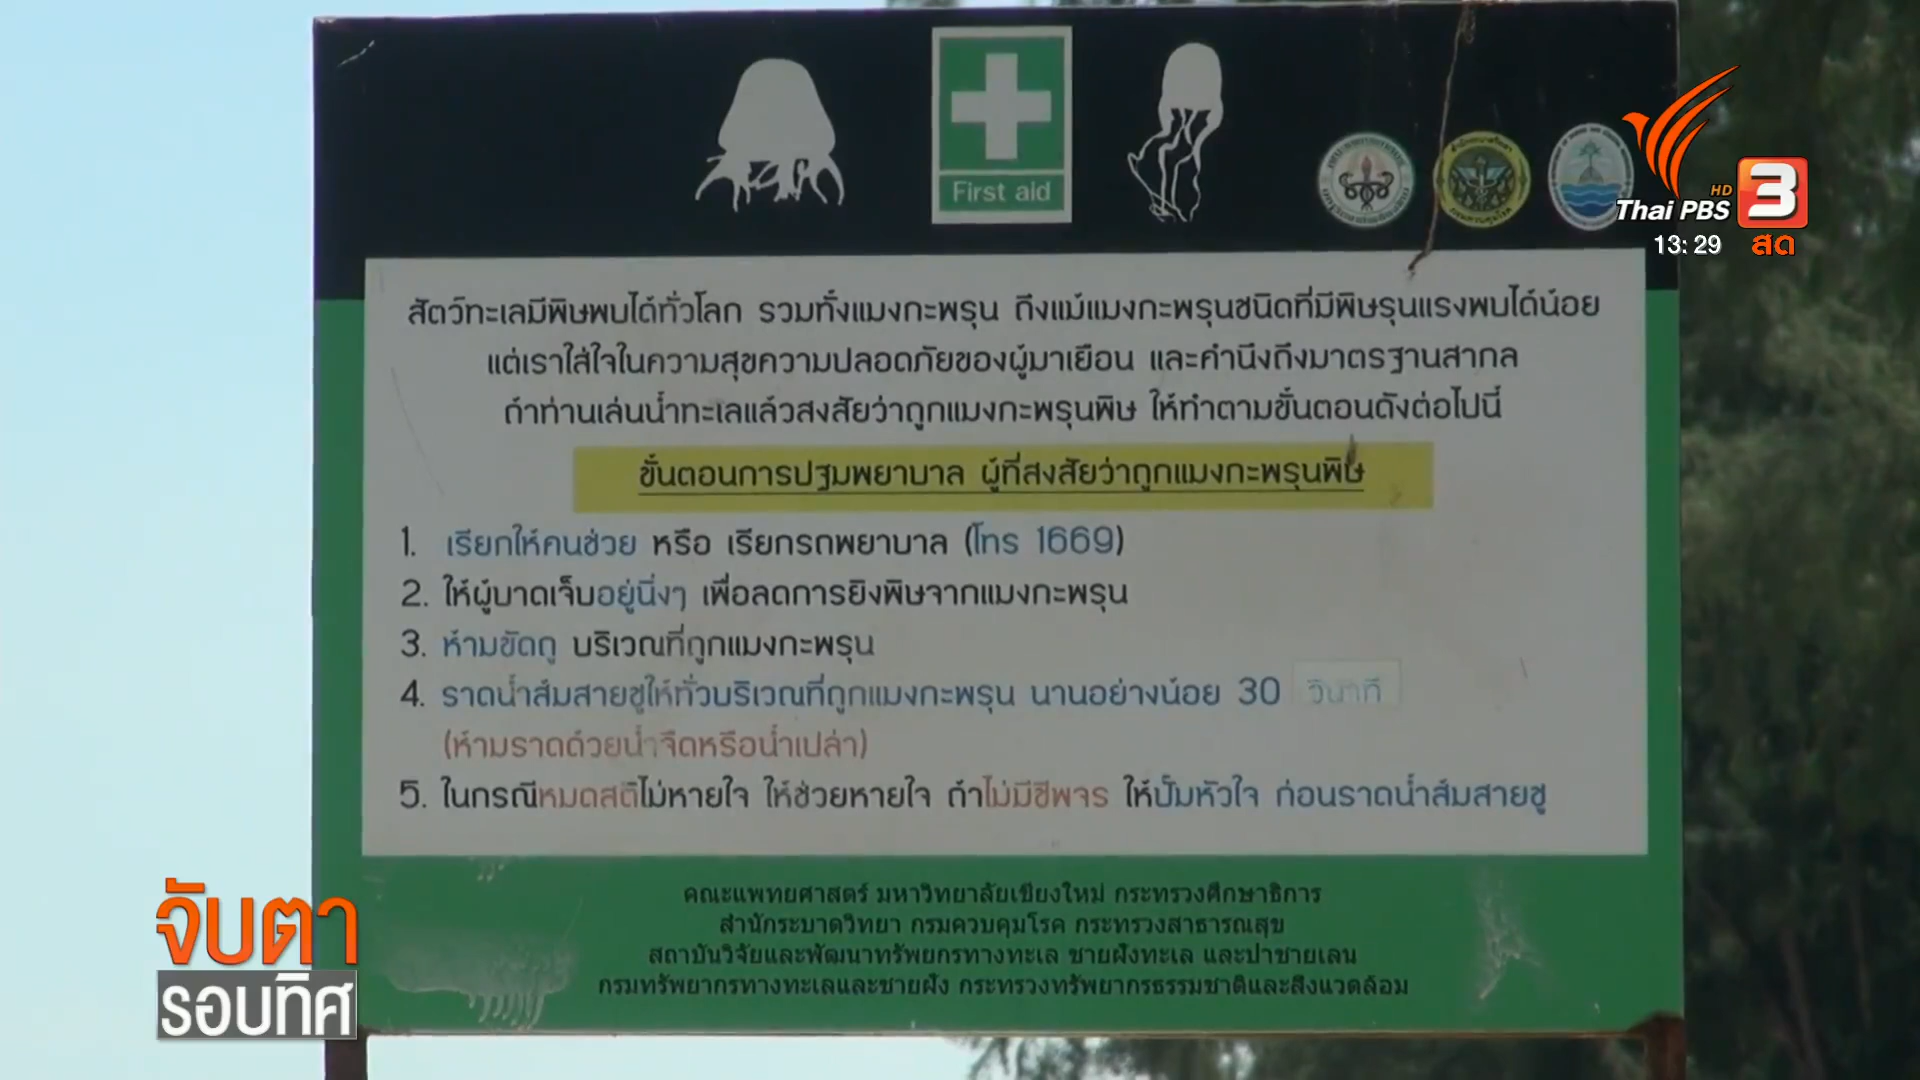 First aid
HD
Thai PBS
3
13:29 สด
สัตว์ทะเลมีพิษพบได้ทั่วโลก รวมทั้งแมงกะพรุน ถึงแม้แมงกะพรุนชนิดที่มีพิษรุนแรงพบได้น้อย
แต่เราใส่ใจในความสุขความปลอดภัยของผู้มาเยือน และคำนึงถึงมาตรฐานสากล
ถ้าท่านเล่นน้ำทะเลแล้วสงสัยว่าถูกแมงกะพรุนพิษ ให้ทำตามขั้นตอนดังต่อไปนี้
ขั้นตอนการปฐมพยาบาล ผู้ที่สงสัยว่าถูกแมงกะพรุนพิษ
1. เรียกให้คนช่วย หรือ เรียกรถพยาบาล (โทร 1669)
2. ให้ผู้บาดเจ็บอยู่นิ่งๆ เพื่อลดการยิงพิษจากแมงกะพรุน
3. ห้ามขัดถู บริเวณที่ถูกแมงกะพรุน
4. ราดน้ำส้มสายชูให้ทั่วบริเวณที่ถูกแมงกะพรุน นานอย่างน้อย 30 วินาที
(ห้ามราดด้วยน้ำจืดหรือน้ำเปล่า)
5. ในกรณีหมดสติไม่หายใจ ให้ช่วยหายใจ ถ้าไม่มีชีพจร ให้ปั๊มหัวใจ ก่อนราดน้ำส้มสายชู
คณะแพทยศาสตร์ มหาวิทยาลัยเชียงใหม่ กระทรวงศึกษาธิการ
สำนักระบาดวิทยา กรมควบคุมโรค กระทรวงสาธารณสุข
สถาบันวิจัยและพัฒนาทรัพยกรทางทะเล ชายฝั่งทะเล และป่าชายเลน
กรมทรัพยากรทางทะเลและชายฝั่ง กระทรวงทรัพยากรธรรมชาติและสิ่งแวดล้อม
จับตา
รอบทิศ